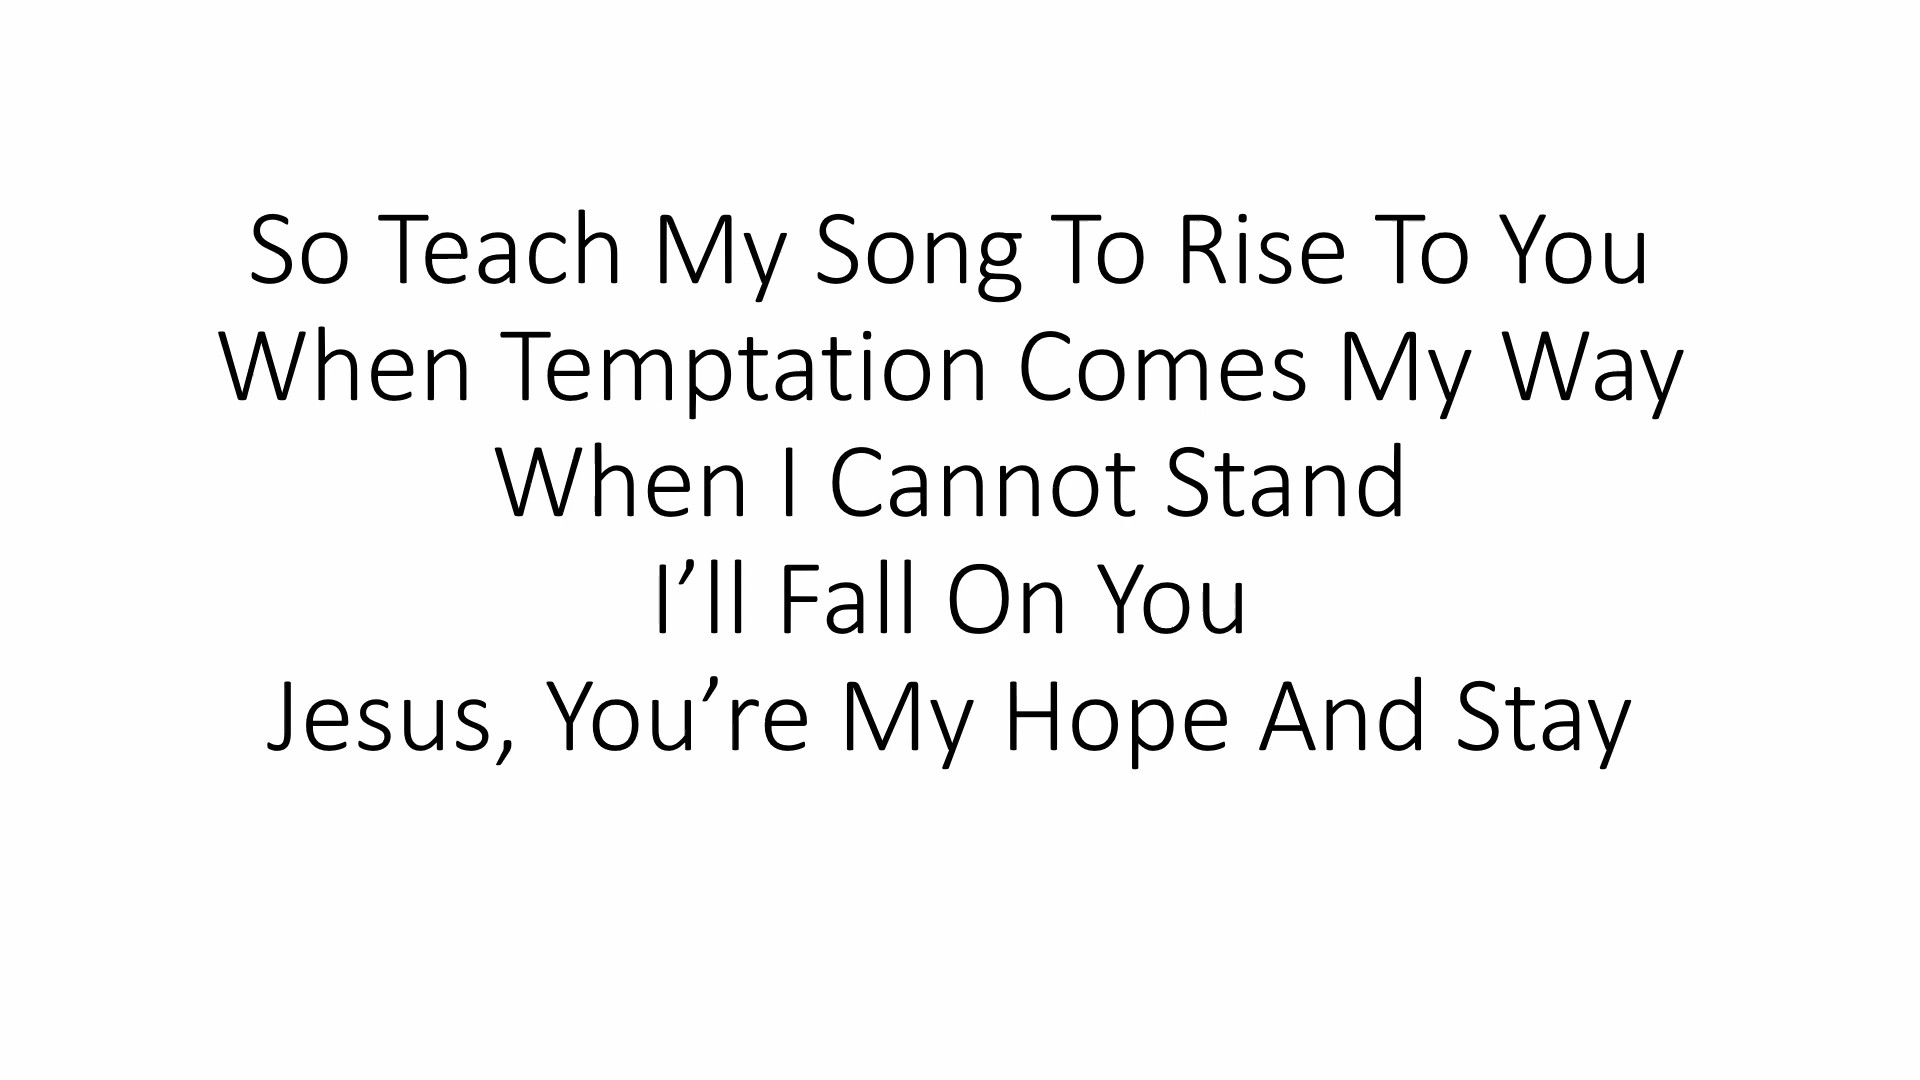 So Teach My Song To Rise To You
When Temptation Comes My Way
When I Cannot Stand
I’ll Fall On You
Jesus, You’re My Hope And Stay